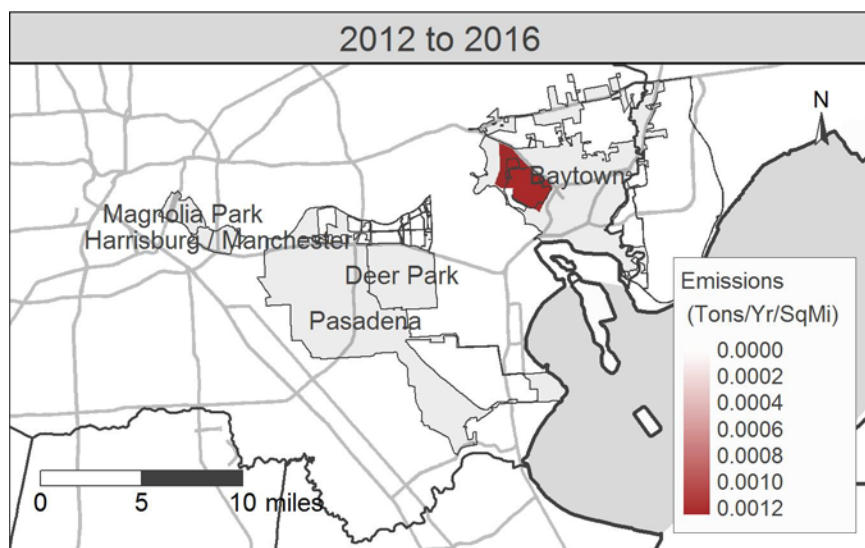 2012 to 2016
N
Baytown
Magnolia Park
Harrisburg Manchester
Deer Park
Pasadena
Emissions
(Tons/Yr/SqMi)
0.0000
0.0002
0.0004
0.0006
0.0008
0.0010
0.0012
0 5 10 miles